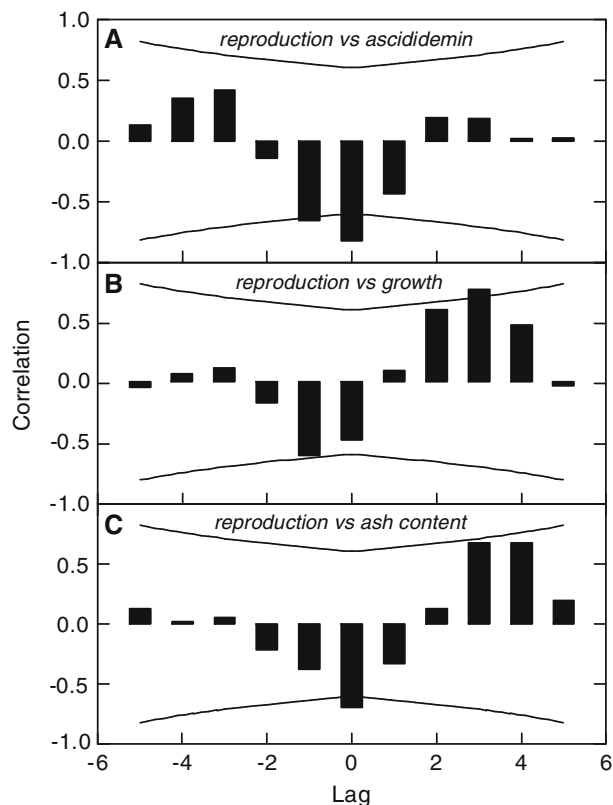 1.0
A reproduction vs ascididemin
0.5
0.0
-0.5
-1.0
B reproduction vs growth
0.5
0.0
-0.5
-1.0
C reproduction vs ash content
0.5
0.0
-0.5
-1.0
-6 -4 -2 0 2 4 6
Correlation
Lag